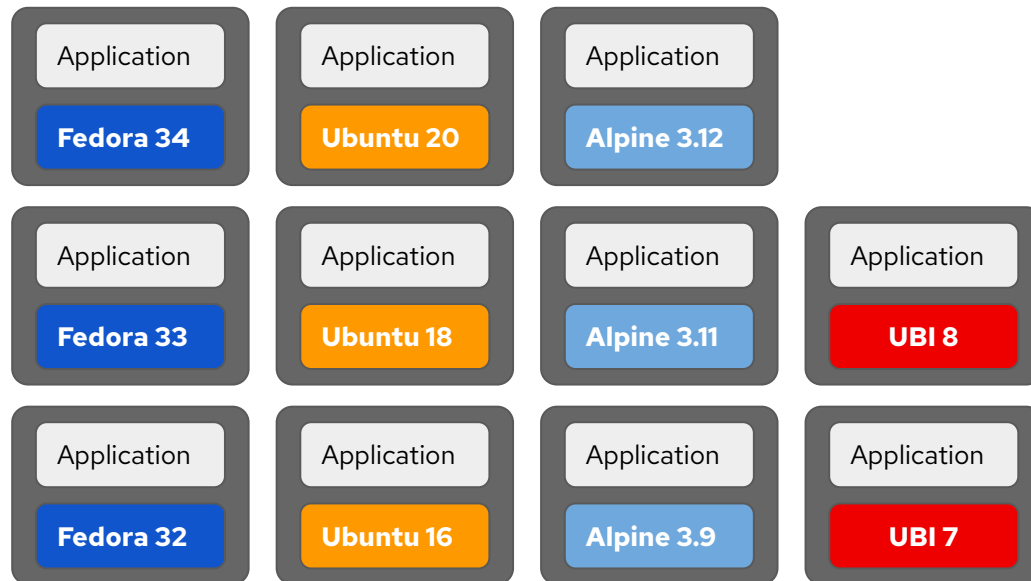 Application
Fedora 34
Application
Ubuntu 20
Application
Alpine 3.12
Application
Fedora 33
Application
Ubuntu 18
Application
Alpine 3.11
Application
UBI 8
Application
Fedora 32
Application
Ubuntu 16
Application
Alpine 3.9
Application
UBI 7